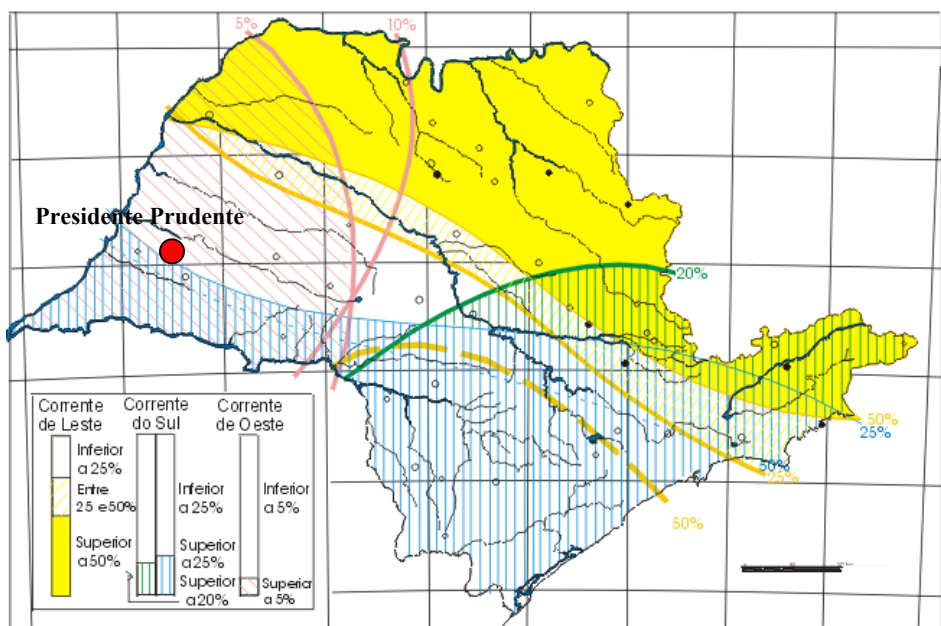 5%
10%
Presidente Prudente
20%
50%
25%
50%
25%
50%
Corrente de Leste
Inferior
a 25%
Entre
25 e 50%
Superior
a 50%
Corrente do Sul
Inferior
a 25%
Superior
a 25%
Superior
a 20%
Corrente de Oeste
Inferior
a 5%
Superior
a 5%